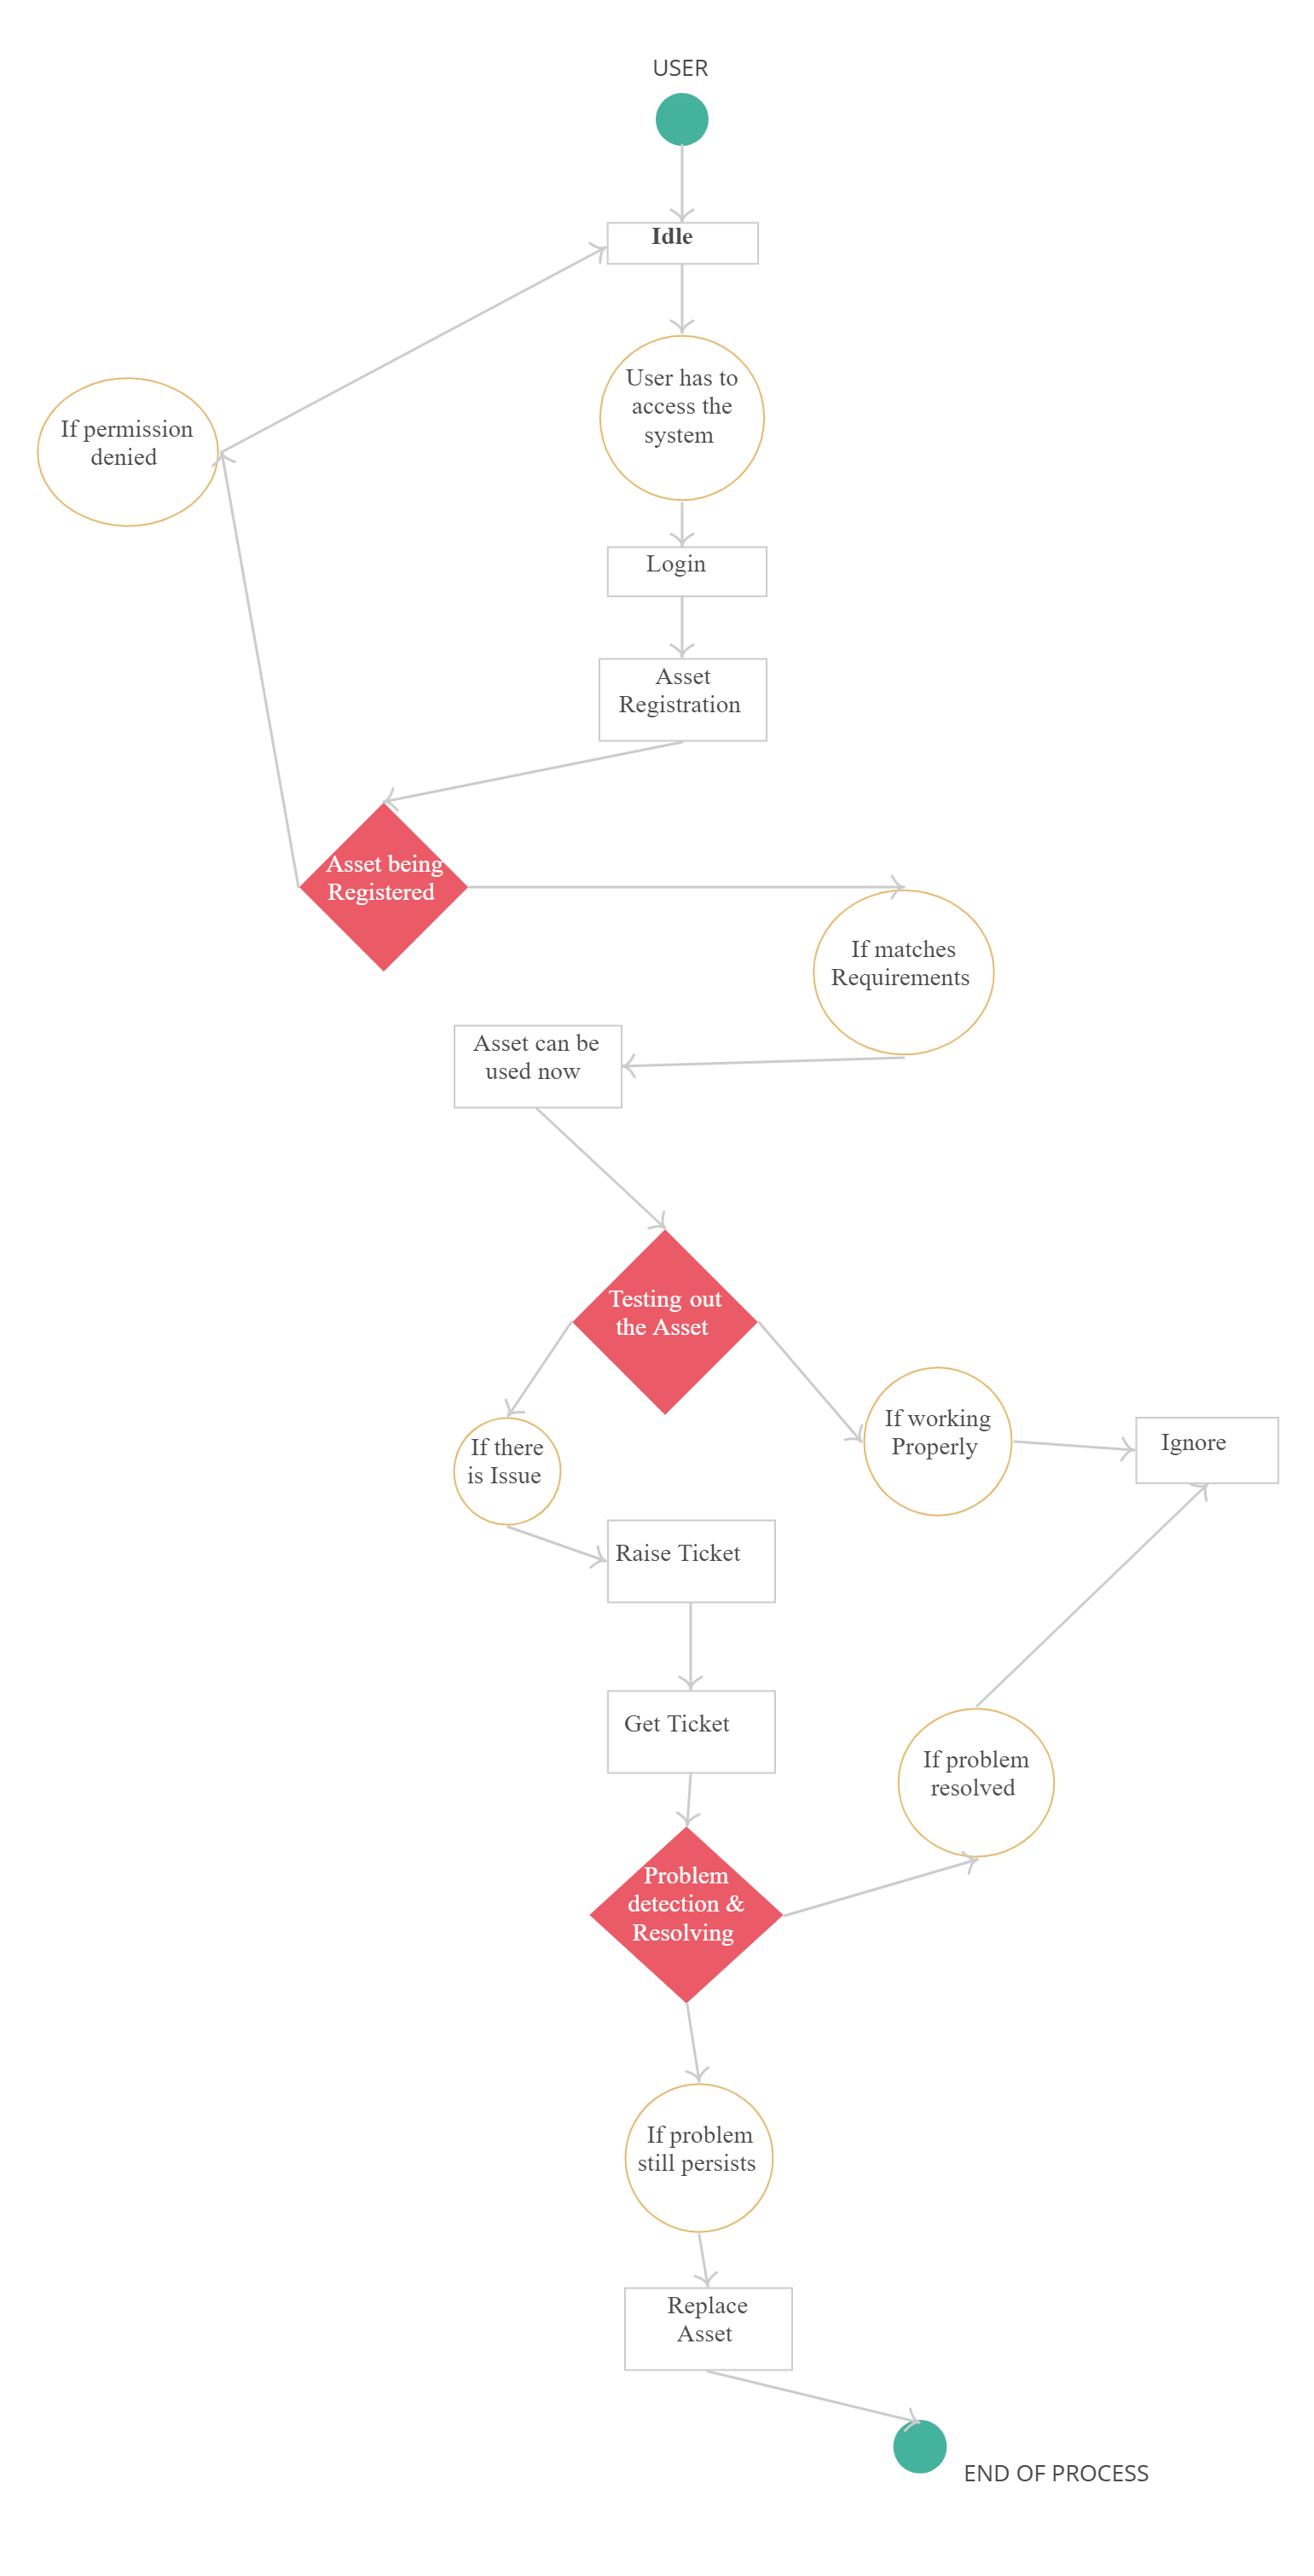 USER
Idle
User has to
access the
system
If permission
denied
Login
Asset
Registration
Asset being
Registered
If matches
Requirements
Asset can be
used now
Testing out
the Asset
If working
Properly
Ignore
If there
is Issue
Raise Ticket
Get Ticket
If problem
resolved
Problem
detection &
Resolving
If problem
still persists
Replace
Asset
END OF PROCESS